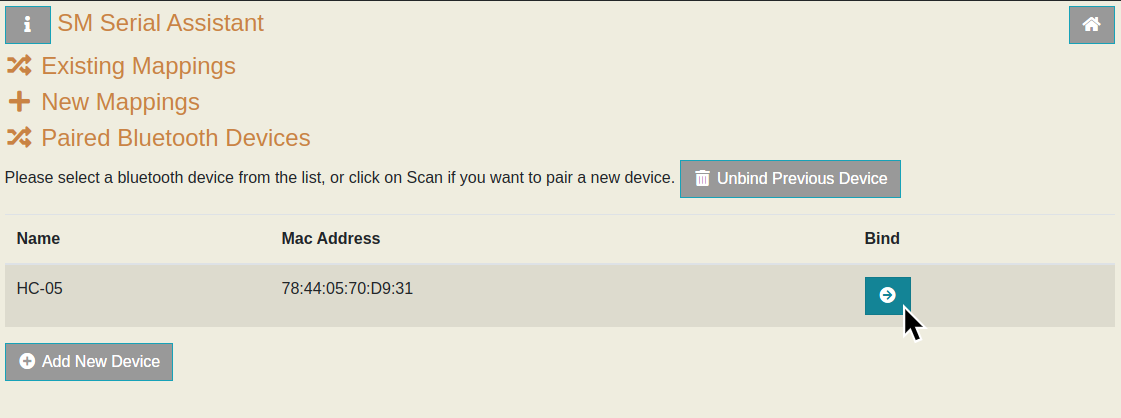 SM Serial Assistant
Existing Mappings
New Mappings
Paired Bluetooth Devices
Please select a bluetooth device from the list, or click on Scan if you want to pair a new device. Unbind Previous Device
Name Mac Address Bind
HC-05 78:44:05:70:D9:31
Add New Device